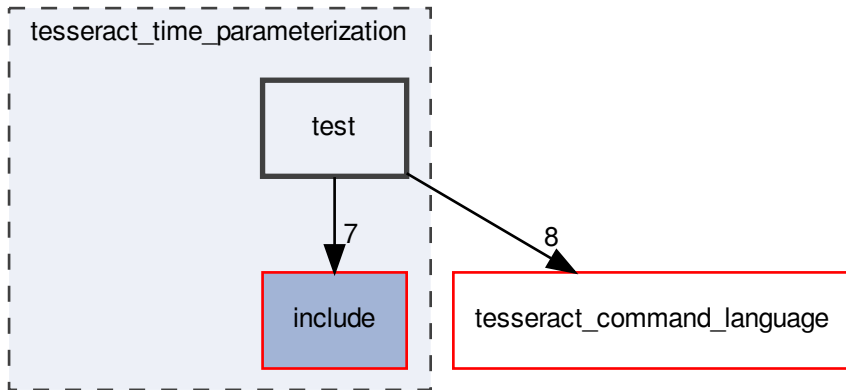 tesseract_time_parameterization
test
7
8
include
tesseract_command_language